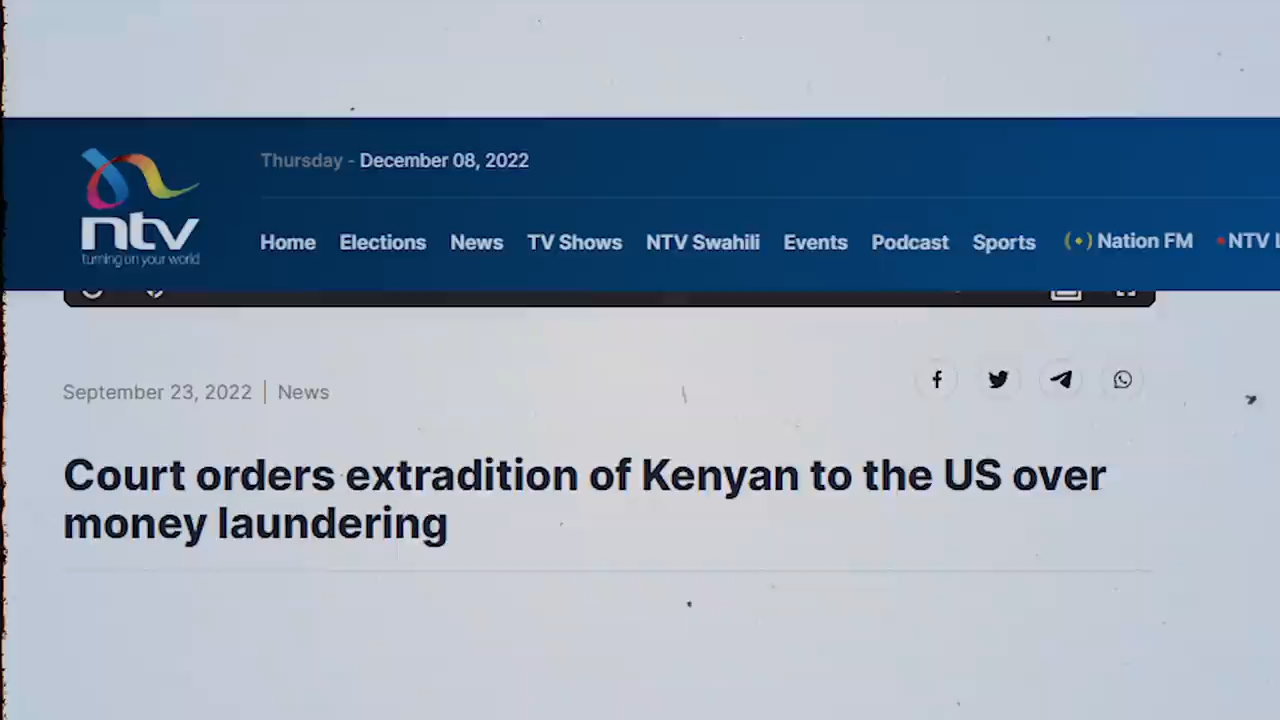 Thursday - December 08, 2022
ntv
turning on your world
Home Elections News TV Shows NTV Swahili Events Podcast Sports Nation FM NTV
September 23, 2022 | News
Court orders extradition of Kenyan to the US over
money laundering